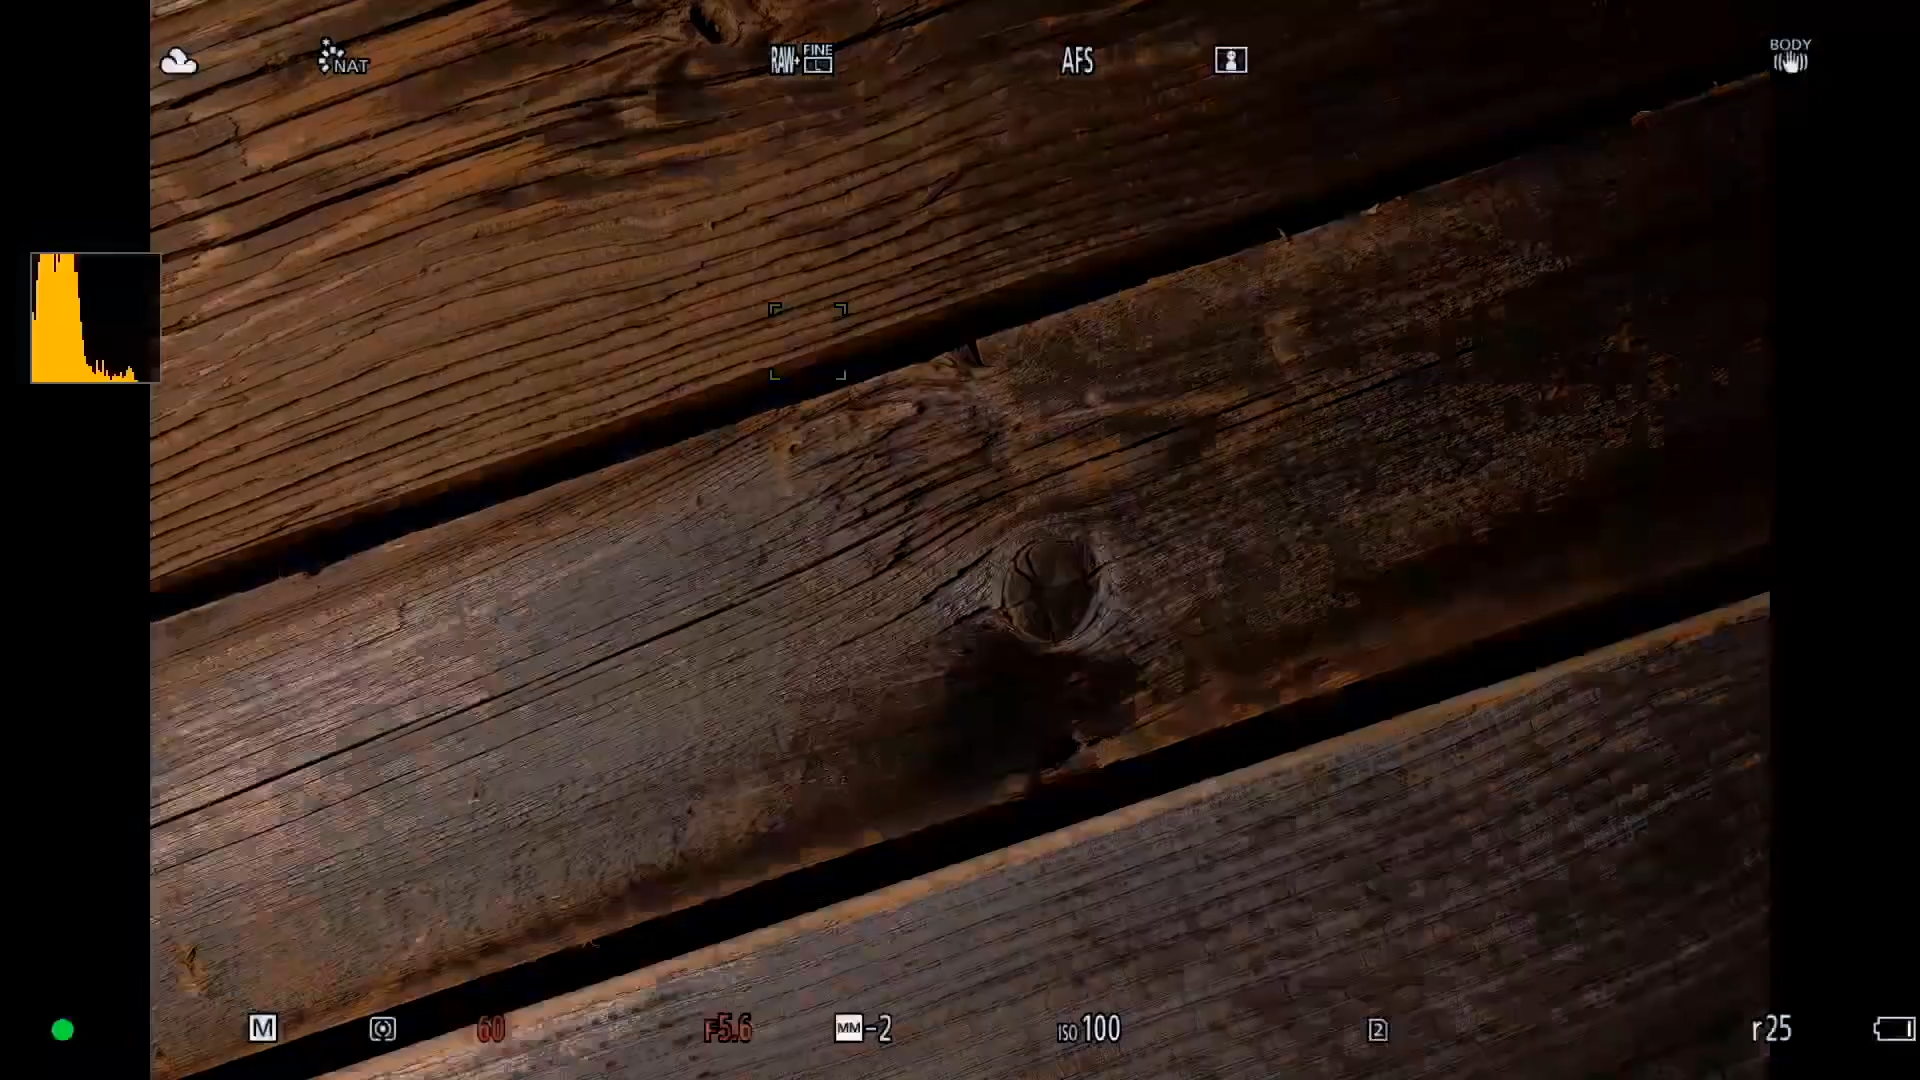 NAT
RAW+ FINE
L
AFS
BODY
M
60
F5.6
MM -2
ISO 100
2
r25